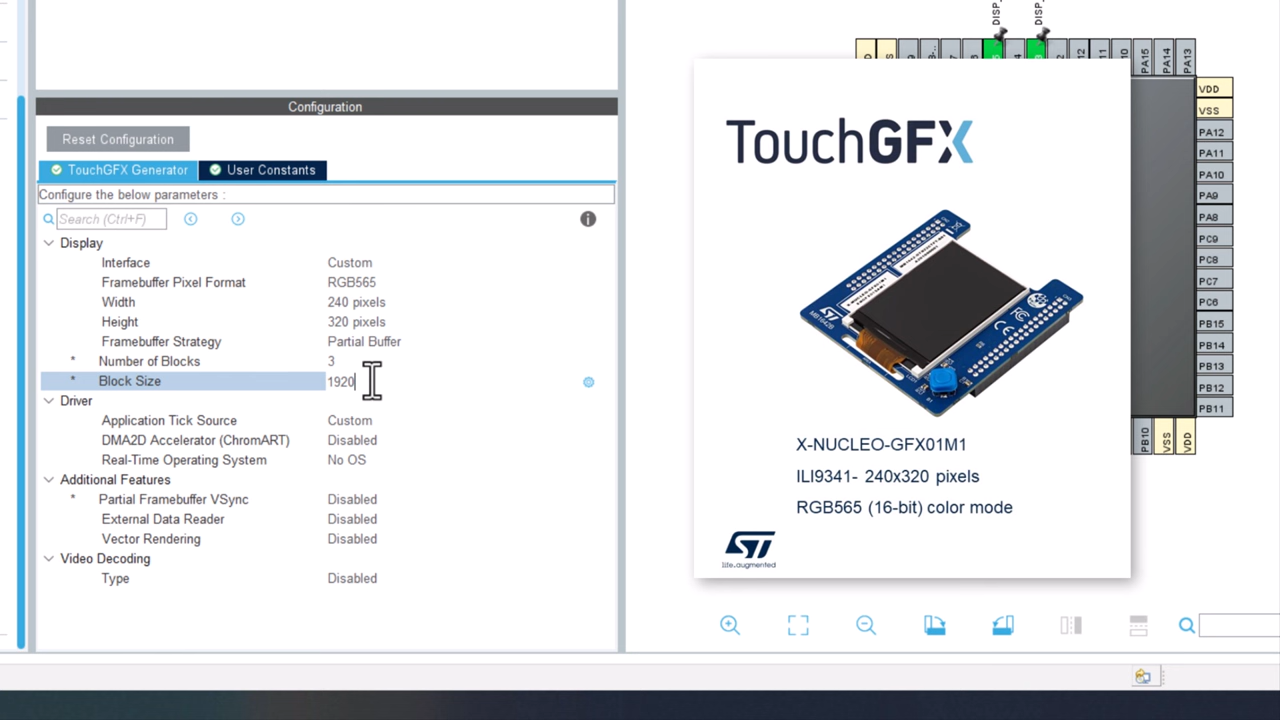 Configuration
Reset Configuration
TouchGFX Generator
User Constants
Configure the below parameters :
Search (Ctrl+F)
Display
Interface Custom
Framebuffer Pixel Format RGB565
Width 240 pixels
Height 320 pixels
Framebuffer Strategy Partial Buffer
* Number of Blocks 3
* Block Size 1920
Driver
Application Tick Source Custom
DMA2D Accelerator (ChromART) Disabled
Real-Time Operating System No OS
Additional Features
* Partial Framebuffer VSync Disabled
External Data Reader Disabled
Vector Rendering Disabled
Video Decoding
Type Disabled
DISP_
DISP_
PA15
PA14
PA13
TouchGFX
X-NUCLEO-GFX01M1
ILI9341- 240x320 pixels
RGB565 (16-bit) color mode
ST
life.augmented
VDD
VSS
PA12
PA11
PA10
PA9
PA8
PC9
PC8
PC7
PC6
PB15
PB14
PB13
PB12
PB11
PB10
VSS
VDD